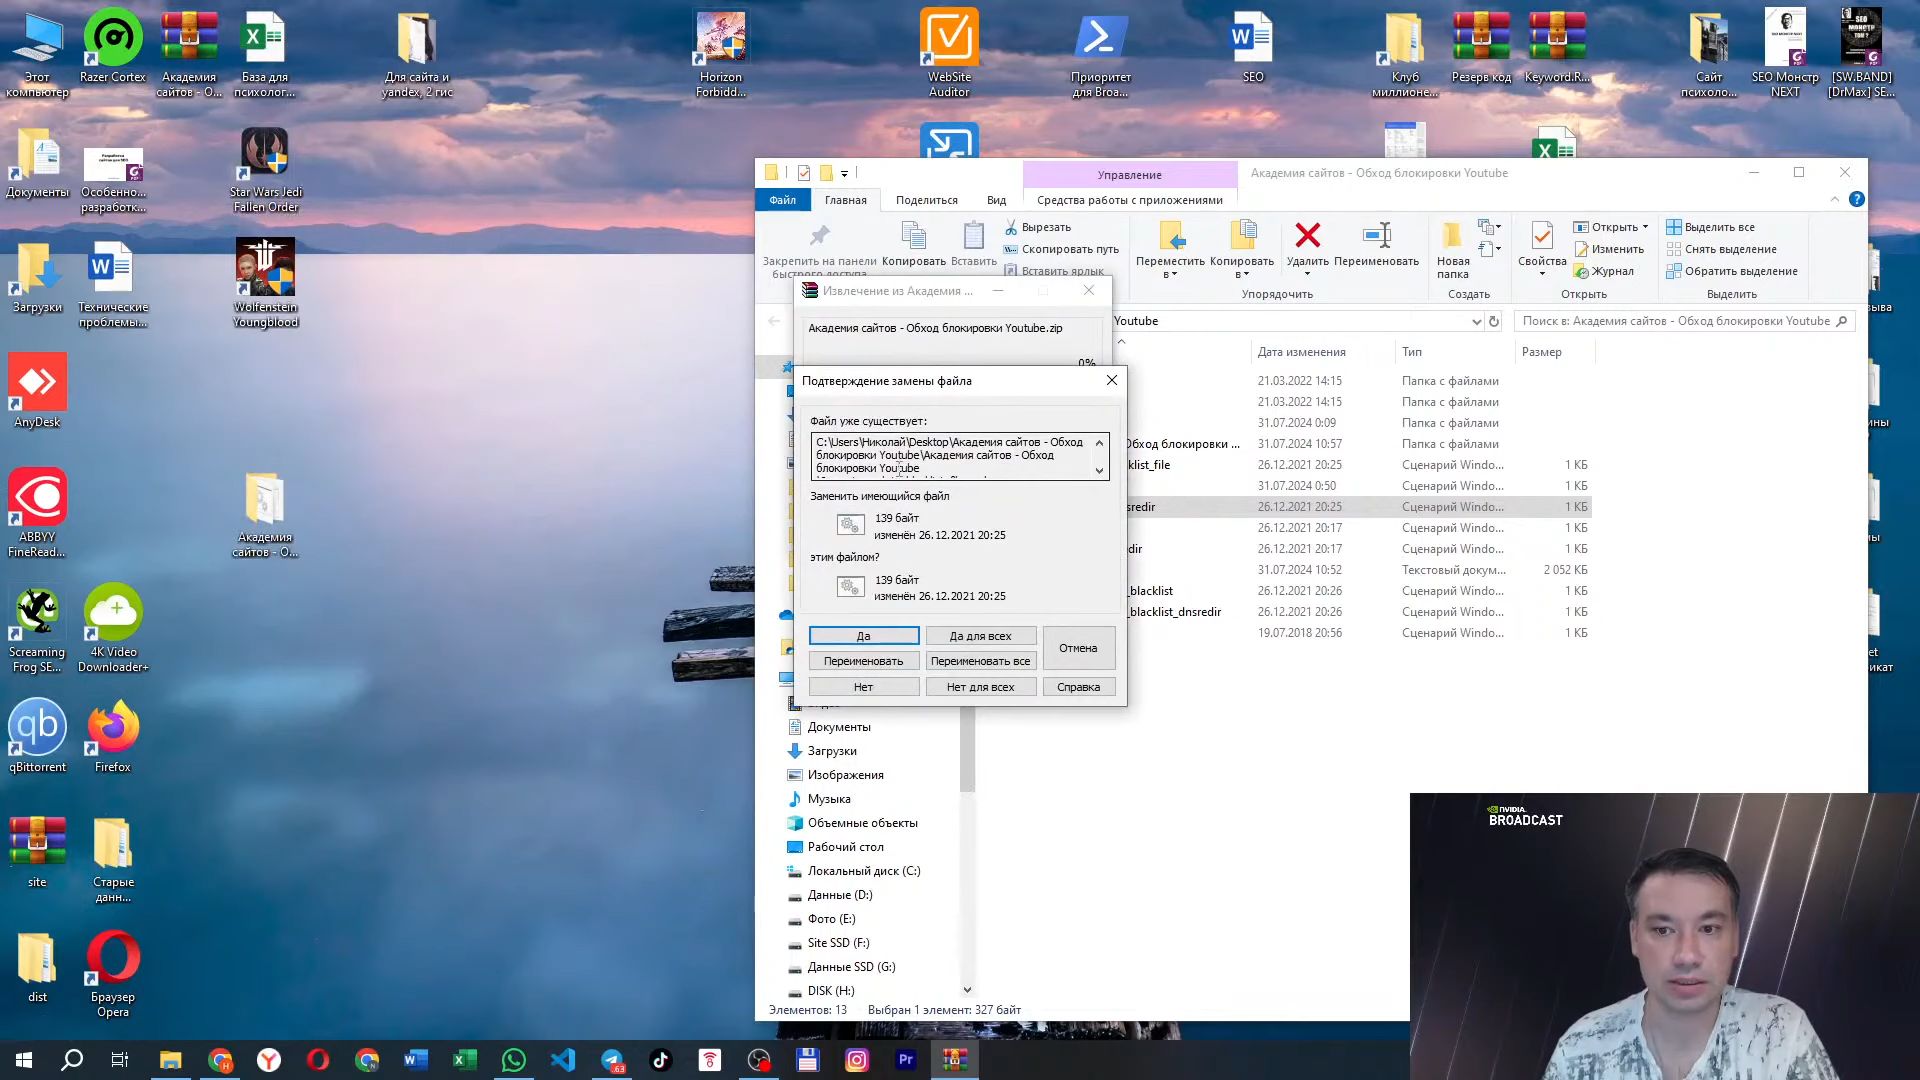 Этот компьютер
Razer Cortex
Академия сайтов - О...
База для психолог...
Для сайта и yandex, 2 гис
Horizon Forbidd...
WebSite Auditor
Приоритет для Broa...
SEO
Клуб миллионе...
Резерв код
Keyword.R...
Сайт психоло...
SEO Монстр NEXT
[SW.BAND] [DrMax] SE...
Документы
Особенно... разработк...
Star Wars Jedi Fallen Order
Загрузки
Технические проблемы...
Wolfenstein Youngblood
AnyDesk
ABBYY FineRead...
Академия сайтов - О...
Screaming Frog SE...
4K Video Downloader+
qBittorrent
Firefox
site
Старые данн...
dist
Браузер Opera
Управление
Академия сайтов - Обход блокировки Youtube
Файл
Главная
Поделиться
Вид
Средства работы с приложениями
Закрепить на панели быстрого доступа
Копировать
Вставить
Вырезать
Скопировать путь
Вставить ярлык
Переместить в
Копировать в
Удалить
Переименовать
Новая папка
Свойства
Открыть
Изменить
Журнал
Выделить все
Снять выделение
Обратить выделение
Упорядочить
Создать
Открыть
Выделить
Youtube
Поиск в: Академия сайтов - Обход блокировки Youtube
Дата изменения
Тип
Размер
21.03.2022 14:15 Папка с файлами
21.03.2022 14:15 Папка с файлами
31.07.2024 0:09 Папка с файлами
Обход блокировки ... 31.07.2024 10:57 Папка с файлами
klist_file 26.12.2021 20:25 Сценарий Windo... 1 КБ
31.07.2024 0:50 Сценарий Windo... 1 КБ
sredir 26.12.2021 20:25 Сценарий Windo... 1 КБ
26.12.2021 20:17 Сценарий Windo... 1 КБ
dir 26.12.2021 20:17 Сценарий Windo... 1 КБ
31.07.2024 10:52 Текстовый докум... 2 052 КБ
_blacklist 26.12.2021 20:26 Сценарий Windo... 1 КБ
_blacklist_dnsredir 26.12.2021 20:26 Сценарий Windo... 1 КБ
19.07.2018 20:56 Сценарий Windo... 1 КБ
Извлечение из Академия ...
Академия сайтов - Обход блокировки Youtube.zip
0%
Подтверждение замены файла
Файл уже существует:
C:\Users\Николай\Desktop\Академия сайтов - Обход
блокировки Youtube\Академия сайтов - Обход
блокировки Youtube
Заменить имеющийся файл
139 байт
изменён 26.12.2021 20:25
этим файлом?
139 байт
изменён 26.12.2021 20:25
Да
Да для всех
Отмена
Переименовать
Переименовать все
Нет
Нет для всех
Справка
Документы
Загрузки
Изображения
Музыка
Объемные объекты
Рабочий стол
Локальный диск (C:)
Данные (D:)
Фото (E:)
Site SSD (F:)
Данные SSD (G:)
DISK (H:)
Элементов: 13
Выбран 1 элемент: 327 байт
NVIDIA.
BROADCAST